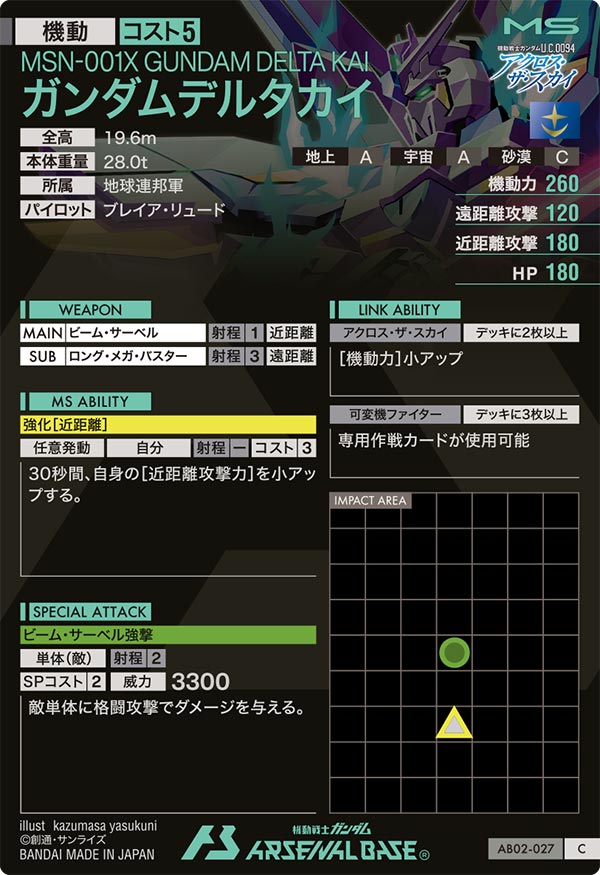 機動 コスト5 MS
MSN-001X GUNDAM DELTA KAI
ガンダムデルタカイ
機動戦士ガンダムU.C.0094
アクロス・
ザ・スカイ
全高 19.6m
本体重量 28.0t
所属 地球連邦軍
パイロット ブレイア・リュード
地上 A 宇宙 A 砂漠 C
機動力 260
遠距離攻撃 120
近距離攻撃 180
HP 180
WEAPON
MAIN ビーム・サーベル 射程 1 近距離
SUB ロング・メガ・バスター 射程 3 遠距離
MS ABILITY
強化[近距離]
任意発動 自分 射程 ー コスト 3
30秒間、自身の[近距離攻撃力]を小アッ
プする。
SPECIAL ATTACK
ビーム・サーベル強撃
単体(敵) 射程 2
SPコスト 2 威力 3300
敵単体に格闘攻撃でダメージを与える。
LINK ABILITY
アクロス・ザ・スカイ デッキに2枚以上
[機動力]小アップ
可変機ファイター デッキに3枚以上
専用作戦カードが使用可能
IMPACT AREA
illust kazumasa yasukuni
©創通・サンライズ
BANDAI MADE IN JAPAN
機動戦士ガンダム
AB ARSENAL BASE®
AB02-027 C